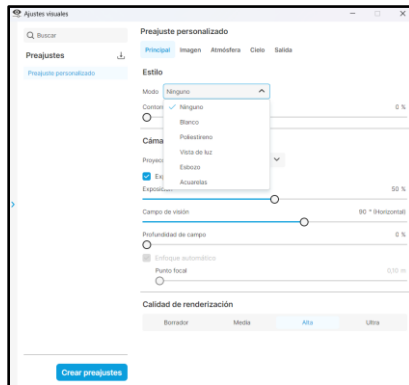 Ajustes visuales
Buscar
Preajustes
Preajuste personalizado
Crear preajustes
Preajuste personalizado
Principal Imagen Atmósfera Cielo Salida
Estilo
Modo Ninguno
Ninguno
Blanco
Poliestireno
Vista de luz
Esbozo
Acuarelas
0 %
Exposición 50 %
Campo de visión 90 ° (Horizontal)
Profundidad de campo 0 %
Enfoque automático
Punto focal 0,10 m
Calidad de renderización
Borrador Media Alta Ultra